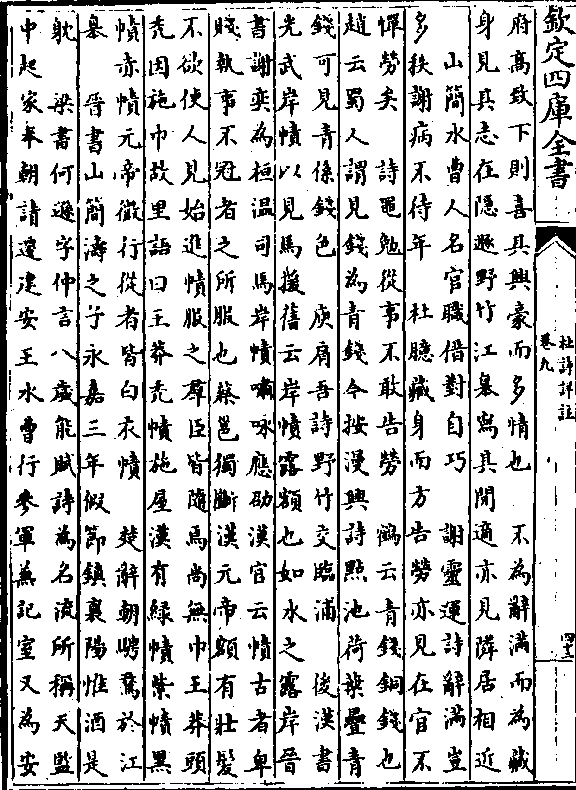 欽定四庫全書
杜詩詳註
卷九
府高致下則喜其興豪而多情也　不為辭滿而為藏
身見其志在隱遯野竹江皋寫其閒適亦見隣居相近
山簡水曹人名官職借對自巧　謝靈運詩辭滿豈
多秩謝病不待年　杜臆藏身而方告勞亦見在官不
憚勞矣　詩黽勉從事不敢告勞　鶴云青錢銅錢也
趙云蜀人謂見錢為青錢今按漫興詩點池荷葉疊青
錢可見青係錢色　庾肩吾詩野竹交臨浦　後漢書
光武岸幘以見馬援舊云岸幘露額也如水之露岸晉
書謝奕為桓溫司馬岸幘嘯咏應劭漢官云幘古者卑
賤執事不冠者之所服也蔡邕獨斷漢元帝額有壯髮
不欲使人見始進幘服之羣臣皆隨焉尚無巾王莽頭
禿因施巾故里語曰王莽禿幘施屋漢有綠幘紫幘黑
幘赤幘元帝微行從者皆白衣幘　楚辭朝騁騖於江
皋　晉書山簡濤之子永嘉三年假節鎮襄陽惟酒是
躭　梁書何遜字仲言八歲能賦詩為名流所稱天監
中起家奉朝請遷建安王水曹行參軍兼記室又為安